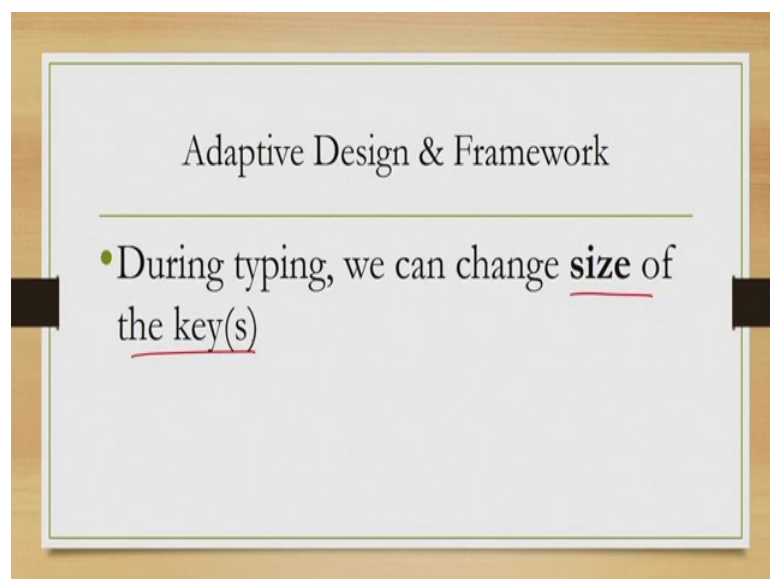 Adaptive Design & Framework
•During typing, we can change size of
the key(s)